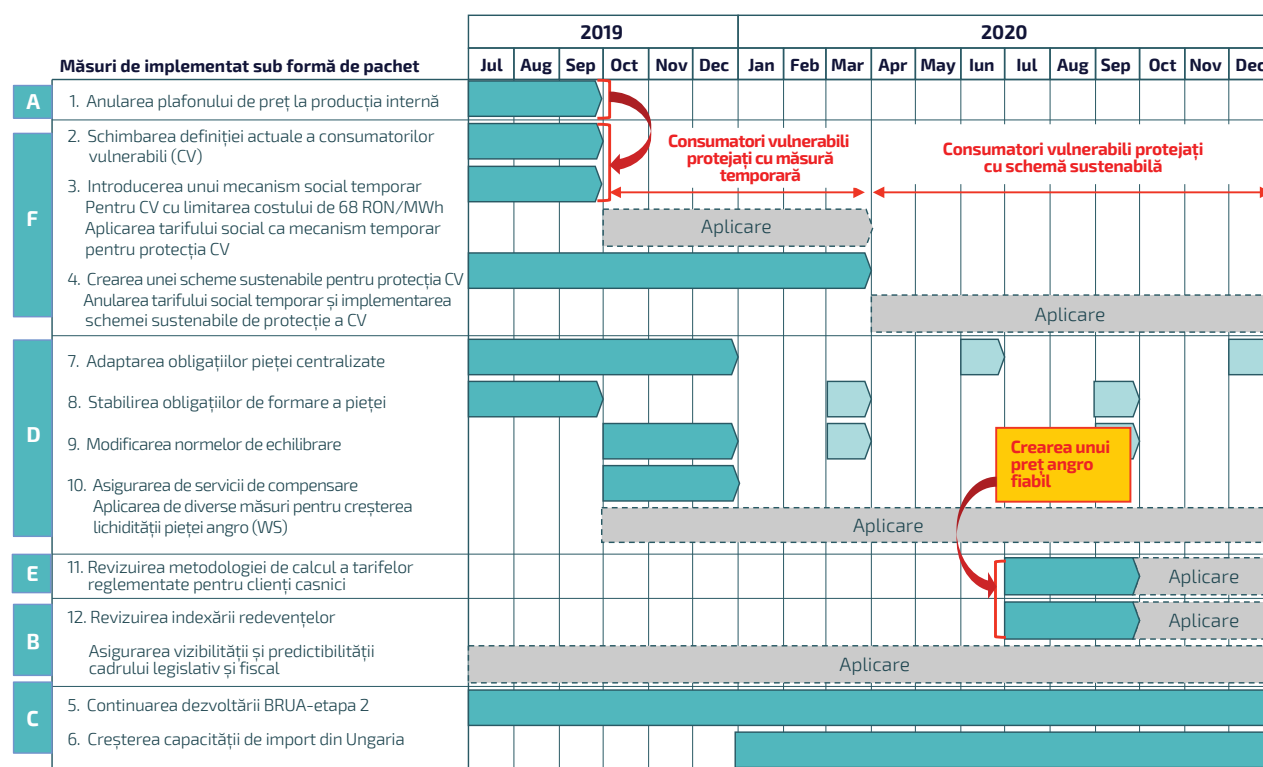 2019
2020
Măsuri de implementat sub formă de pachet
Jul Aug Sep Oct Nov Dec Jan Feb Mar Apr May Iun Iul Aug Sep Oct Nov Dec
A
1. Anularea plafonului de preț la producția internă
F
2. Schimbarea definiției actuale a consumatorilor
vulnerabili (CV)
3. Introducerea unui mecanism social temporar
Pentru CVuu limitarea costului de 68 RON/MWh
Aplicarea tarifului social ca mecanism temporar
pentru protecția CV
4. Crearea unei scheme sustenabile pentru protecția CV
Anularea tarifului social temporar și implementarea
schemei sustenabile de protecție a CV
Consumatori vulnerabili
protejați cu măsură
temporară
Consumatori vulnerabili protejați
cu schemă sustenabilă
Aplicare
Aplicare
D
7. Adaptarea obligațiilor pieței centralizate
8. Stabilirea obligațiilor de formare a pieței
9. Modificarea normelor de echilibrare
10. Asigurarea de servicii de compensare
Aplicarea de diverse măsuri pentru creșterea
lichidității pieței angro (WS)
Crearea unui
preț angro
fiabil
Aplicare
E
11. Revizuirea metodologiei de calcul a tarifelor
reglementate pentru clienți casnici
Aplicare
B
12. Revizuirea indexării redevențelor
Aplicare
Asigurarea vizibilității și predictibilității
cadrului legislativ și fiscal
Aplicare
C
5. Continuarea dezvoltării BRUA-etapa 2
6. Creșterea capacității de import din Ungaria